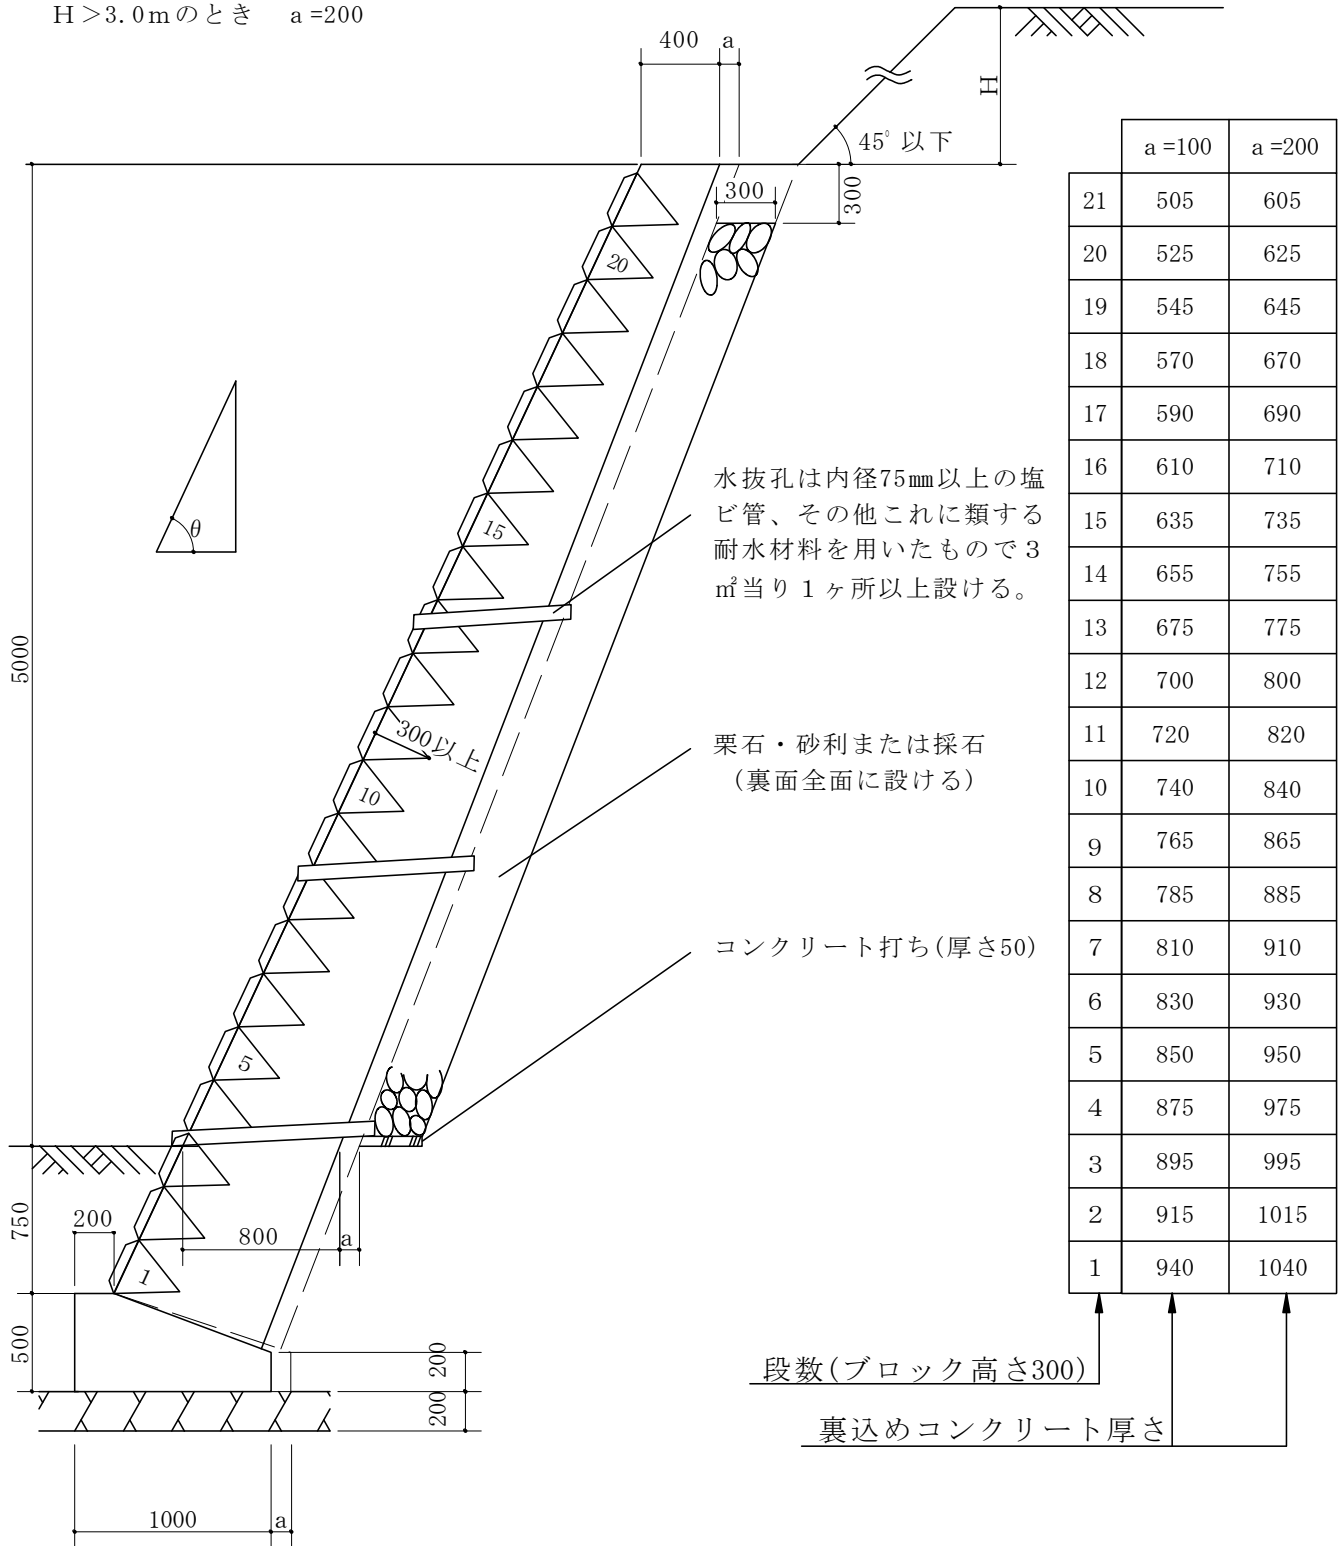 H＞3.0mのとき　a=200
400
a
H
45°以下
300
300
20
θ
15
水抜孔は内径75㎜以上の塩
ビ管、その他これに類する
耐水材料を用いたもので３
㎡当り１ヶ所以上設ける。
5000
300以上
栗石・砂利または採石
（裏面全面に設ける）
10
コンクリート打ち(厚さ50)
5
750
200
800
a
1
500
200
200
1000
a
a=100 a=200
21 505 605
20 525 625
19 545 645
18 570 670
17 590 690
16 610 710
15 635 735
14 655 755
13 675 775
12 700 800
11 720 820
10 740 840
9 765 865
8 785 885
7 810 910
6 830 930
5 850 950
4 875 975
3 895 995
2 915 1015
1 940 1040
段数(ブロック高さ300)
裏込めコンクリート厚さ